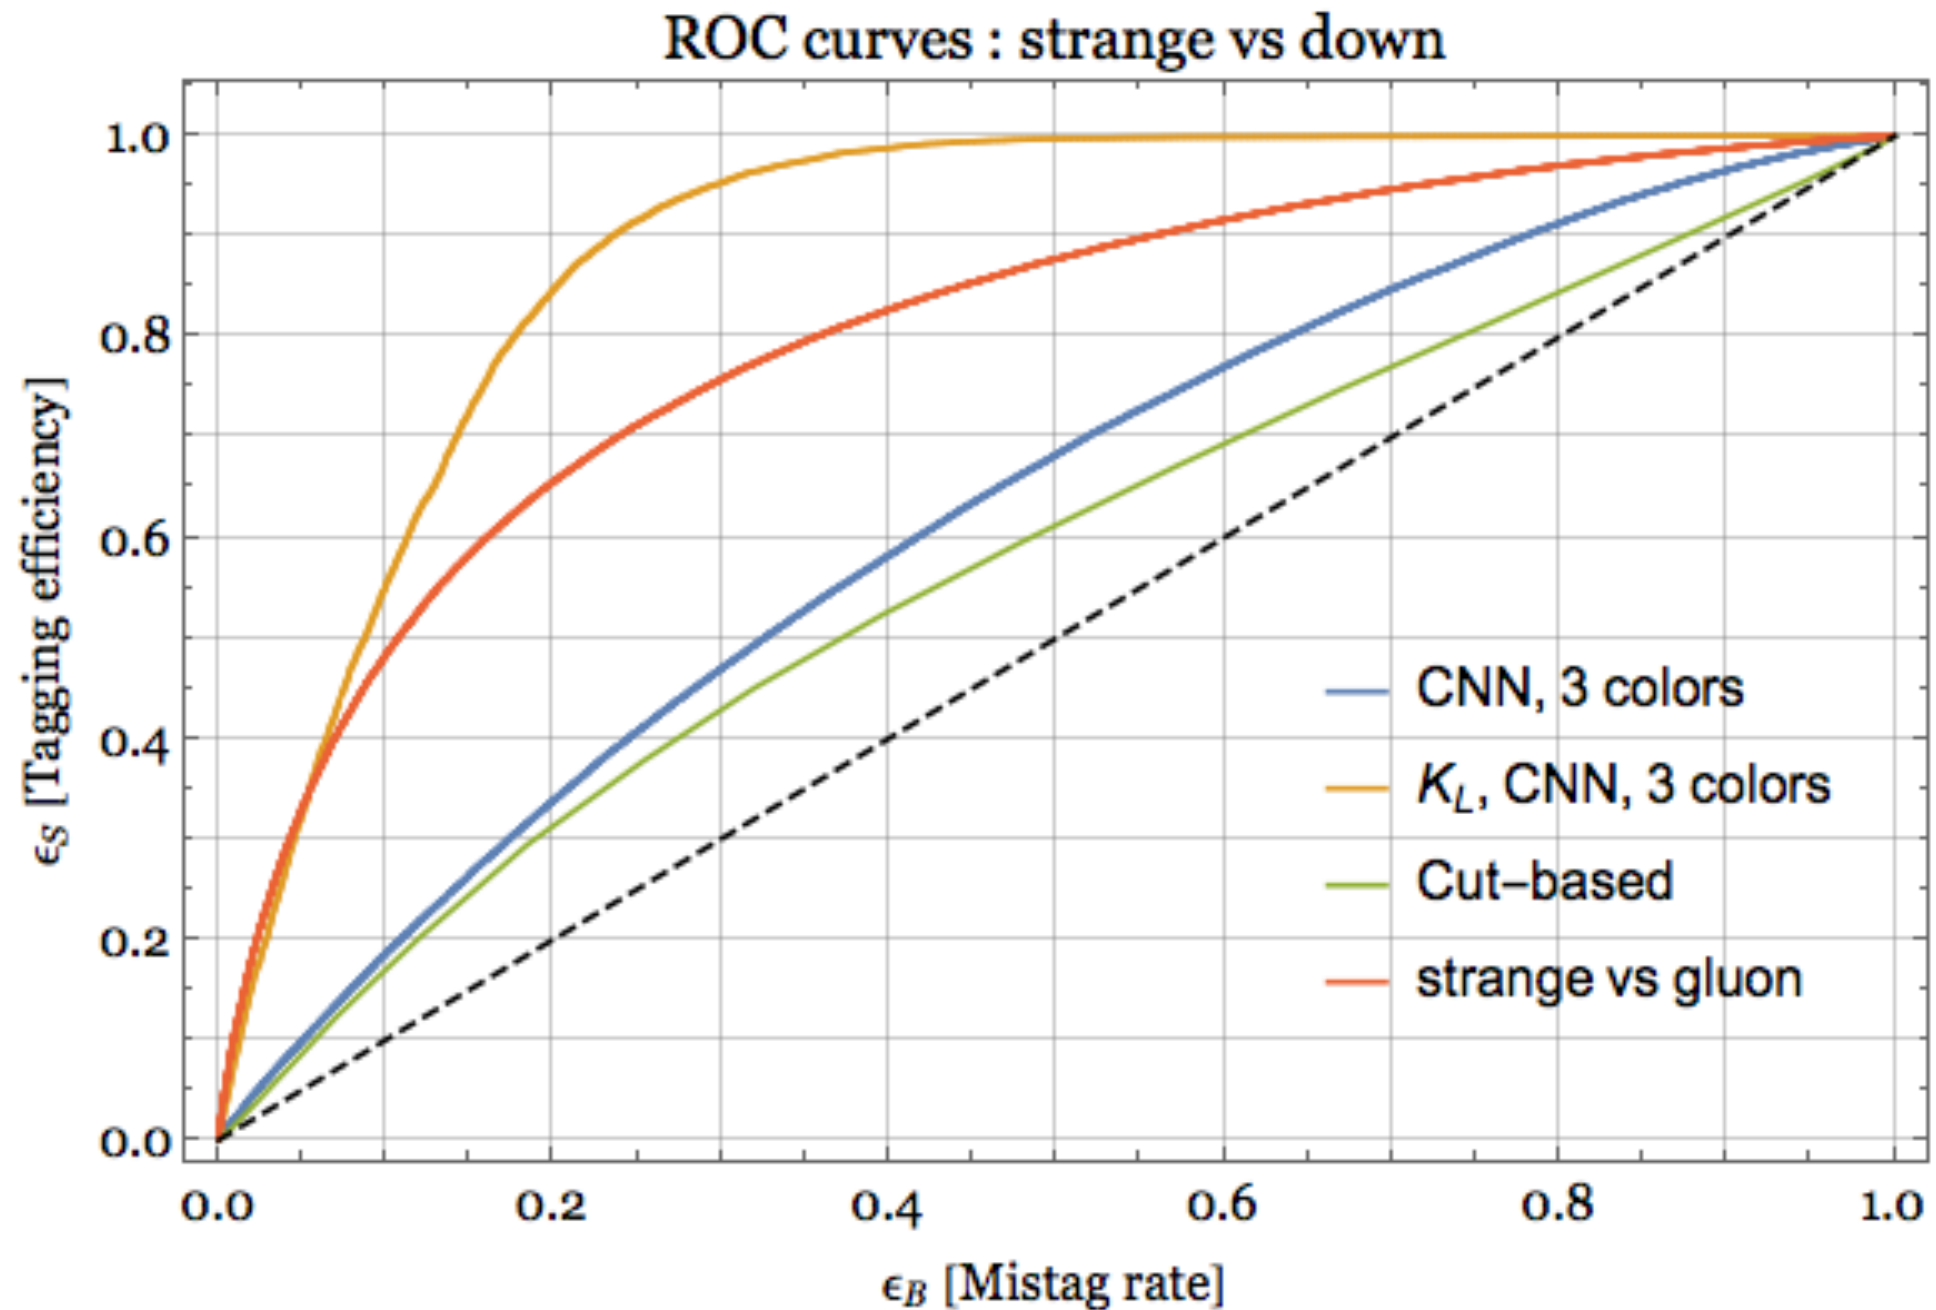 ROC curves : strange vs down
ϵS [Tagging efficiency]
1.0
0.8
0.6
0.4
0.2
0.0
CNN, 3 colors
KL, CNN, 3 colors
Cut–based
strange vs gluon
0.0 0.2 0.4 0.6 0.8 1.0
ϵB [Mistag rate]